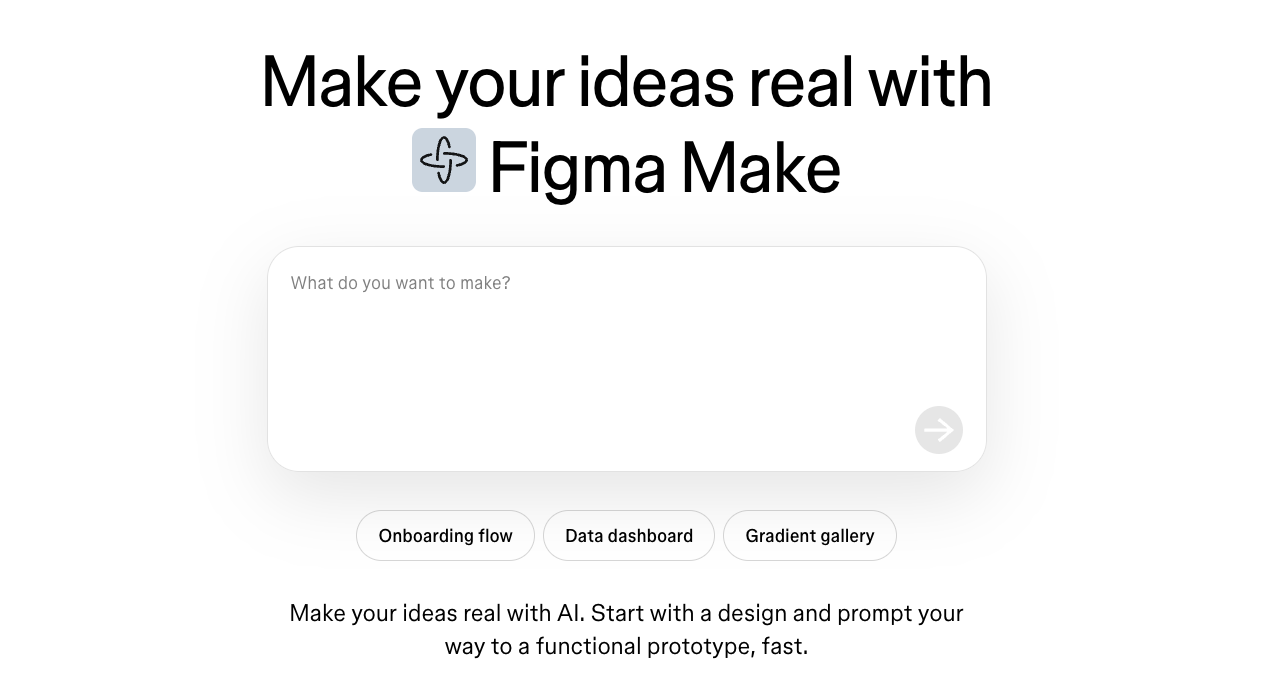 Make your ideas real with
Figma Make
What do you want to make?
Onboarding flow
Data dashboard
Gradient gallery
Make your ideas real with AI. Start with a design and prompt your
way to a functional prototype, fast.